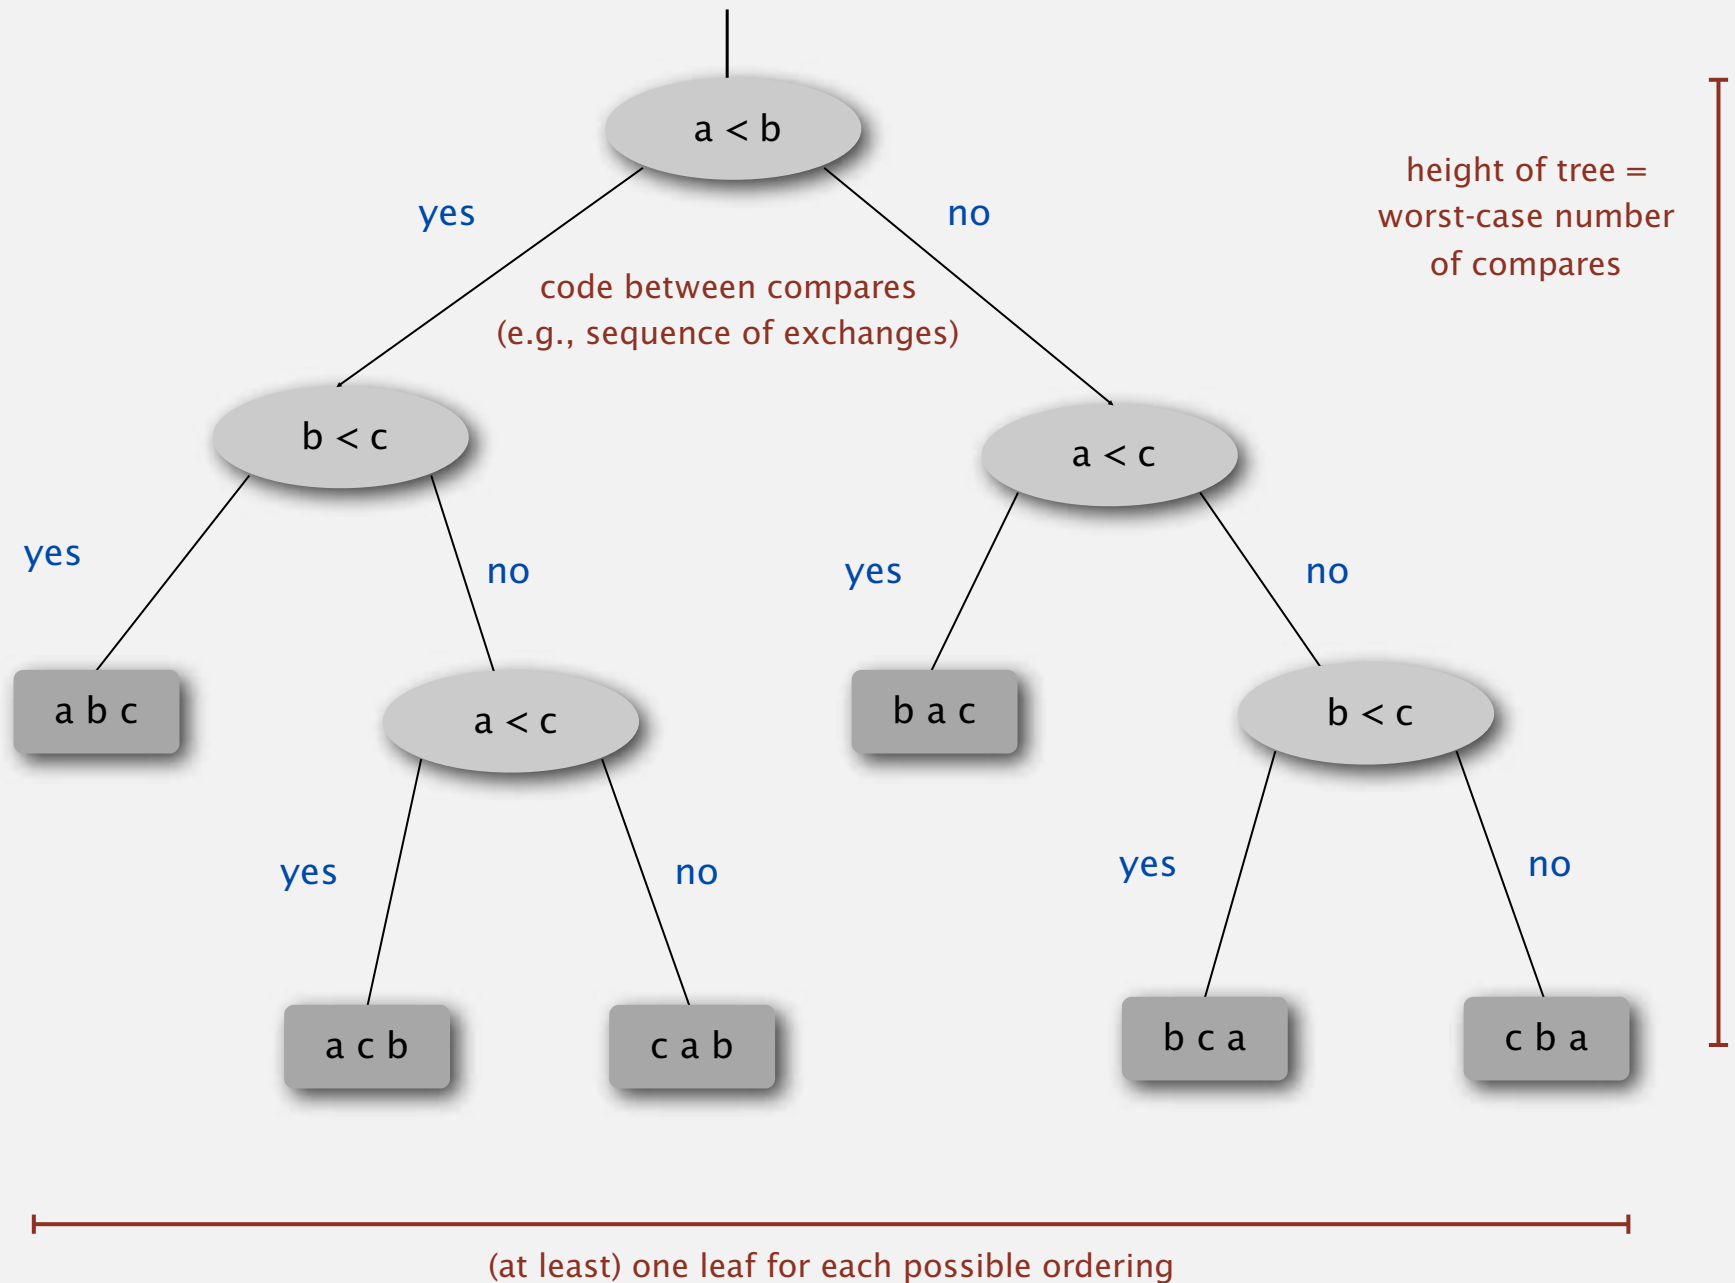 a < b
height of tree =
worst-case number
of compares
yes
no
code between compares
(e.g., sequence of exchanges)
b < c
a < c
yes
no
yes
no
a b c
a < c
b a c
b < c
yes
no
yes
no
a c b
c a b
b c a
c b a
(at least) one leaf for each possible ordering